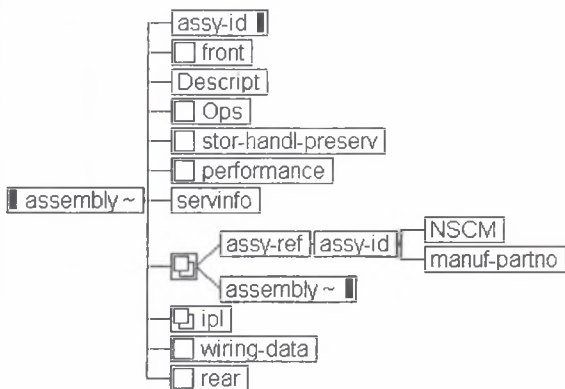 assy-id
front
Descript
Ops
stor-handl-preserv
performance
assembly ~
servinfo
assy-ref
assy-id
NSCM
manuf-partno
assembly ~
ipl
wiring-data
rear